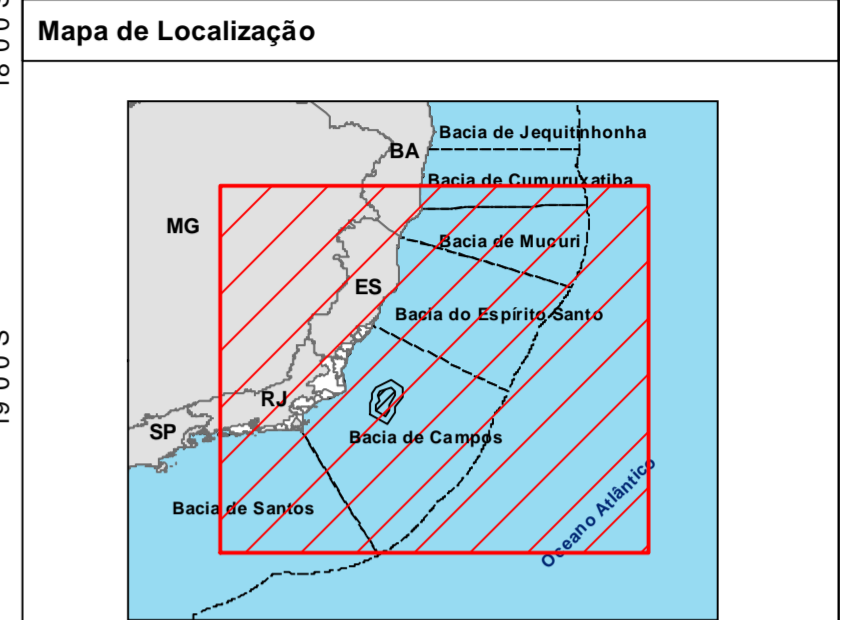 Mapa de Localização
Bacia de Jequitinhonha
BA
Bacia de Cumuruxatiba
MG
Bacia de Mucuri
ES
Bacia do Espírito Santo
RJ
SP
Bacia de Campos
Bacia de Santos
Oceano Atlântico